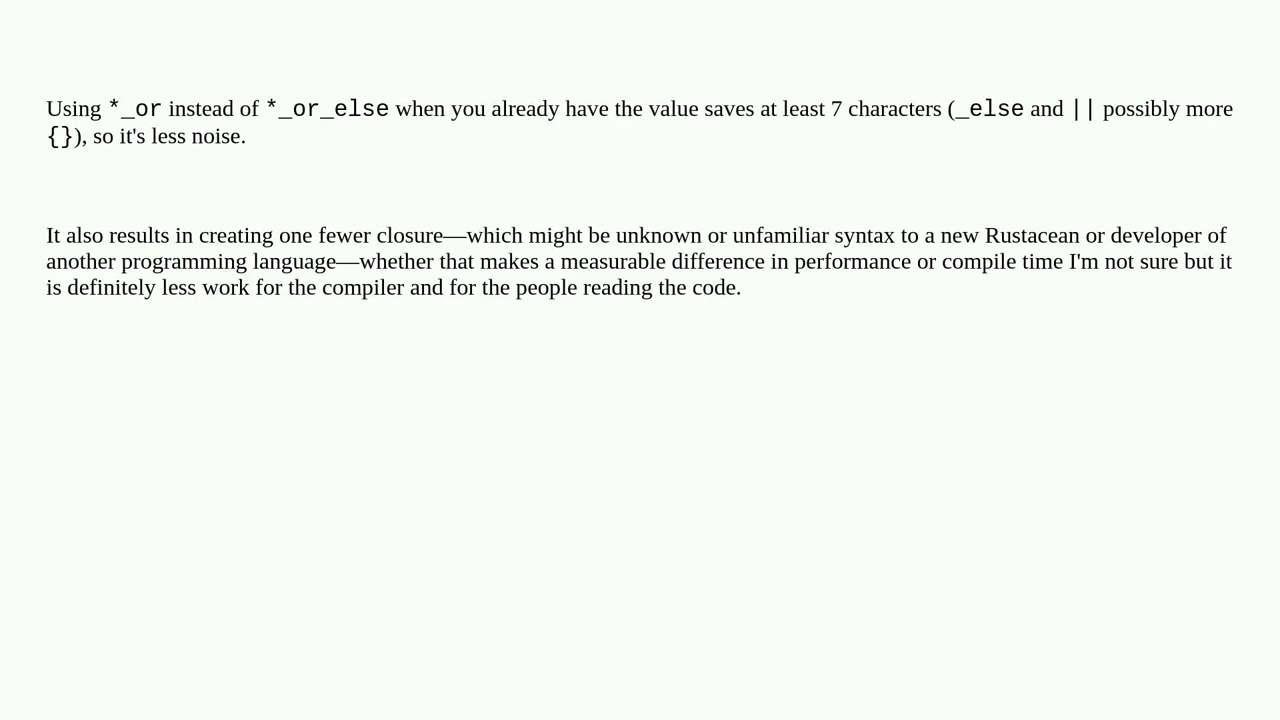 Using *_or instead of *_or_else when you already have the value saves at least 7 characters (_else and || possibly more
{}), so it's less noise.
It also results in creating one fewer closure—which might be unknown or unfamiliar syntax to a new Rustacean or developer of
another programming language—whether that makes a measurable difference in performance or compile time I'm not sure but it
is definitely less work for the compiler and for the people reading the code.